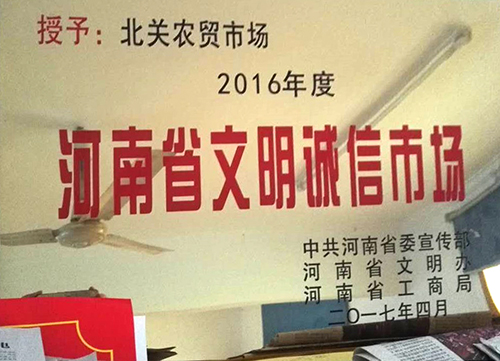 授予：北关农贸市场
2016年度
河南省文明诚信市场
中共河南省委宣传部
河南省文明办
河南省工商局
二〇一七年四月